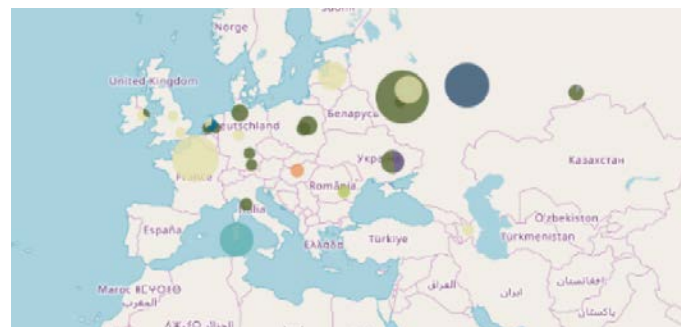 Norge
United Kingdom
Deutschland
Беларусь
Україна
Казахстан
France
România
Italia
España
Ελλάδα
Türkiye
O'zbekiston
Türkmenistan
Maroc ⵍⵎⵖⵔⵉⴱ
المغرب
العراق
ایران
افغانستان
پاکستان